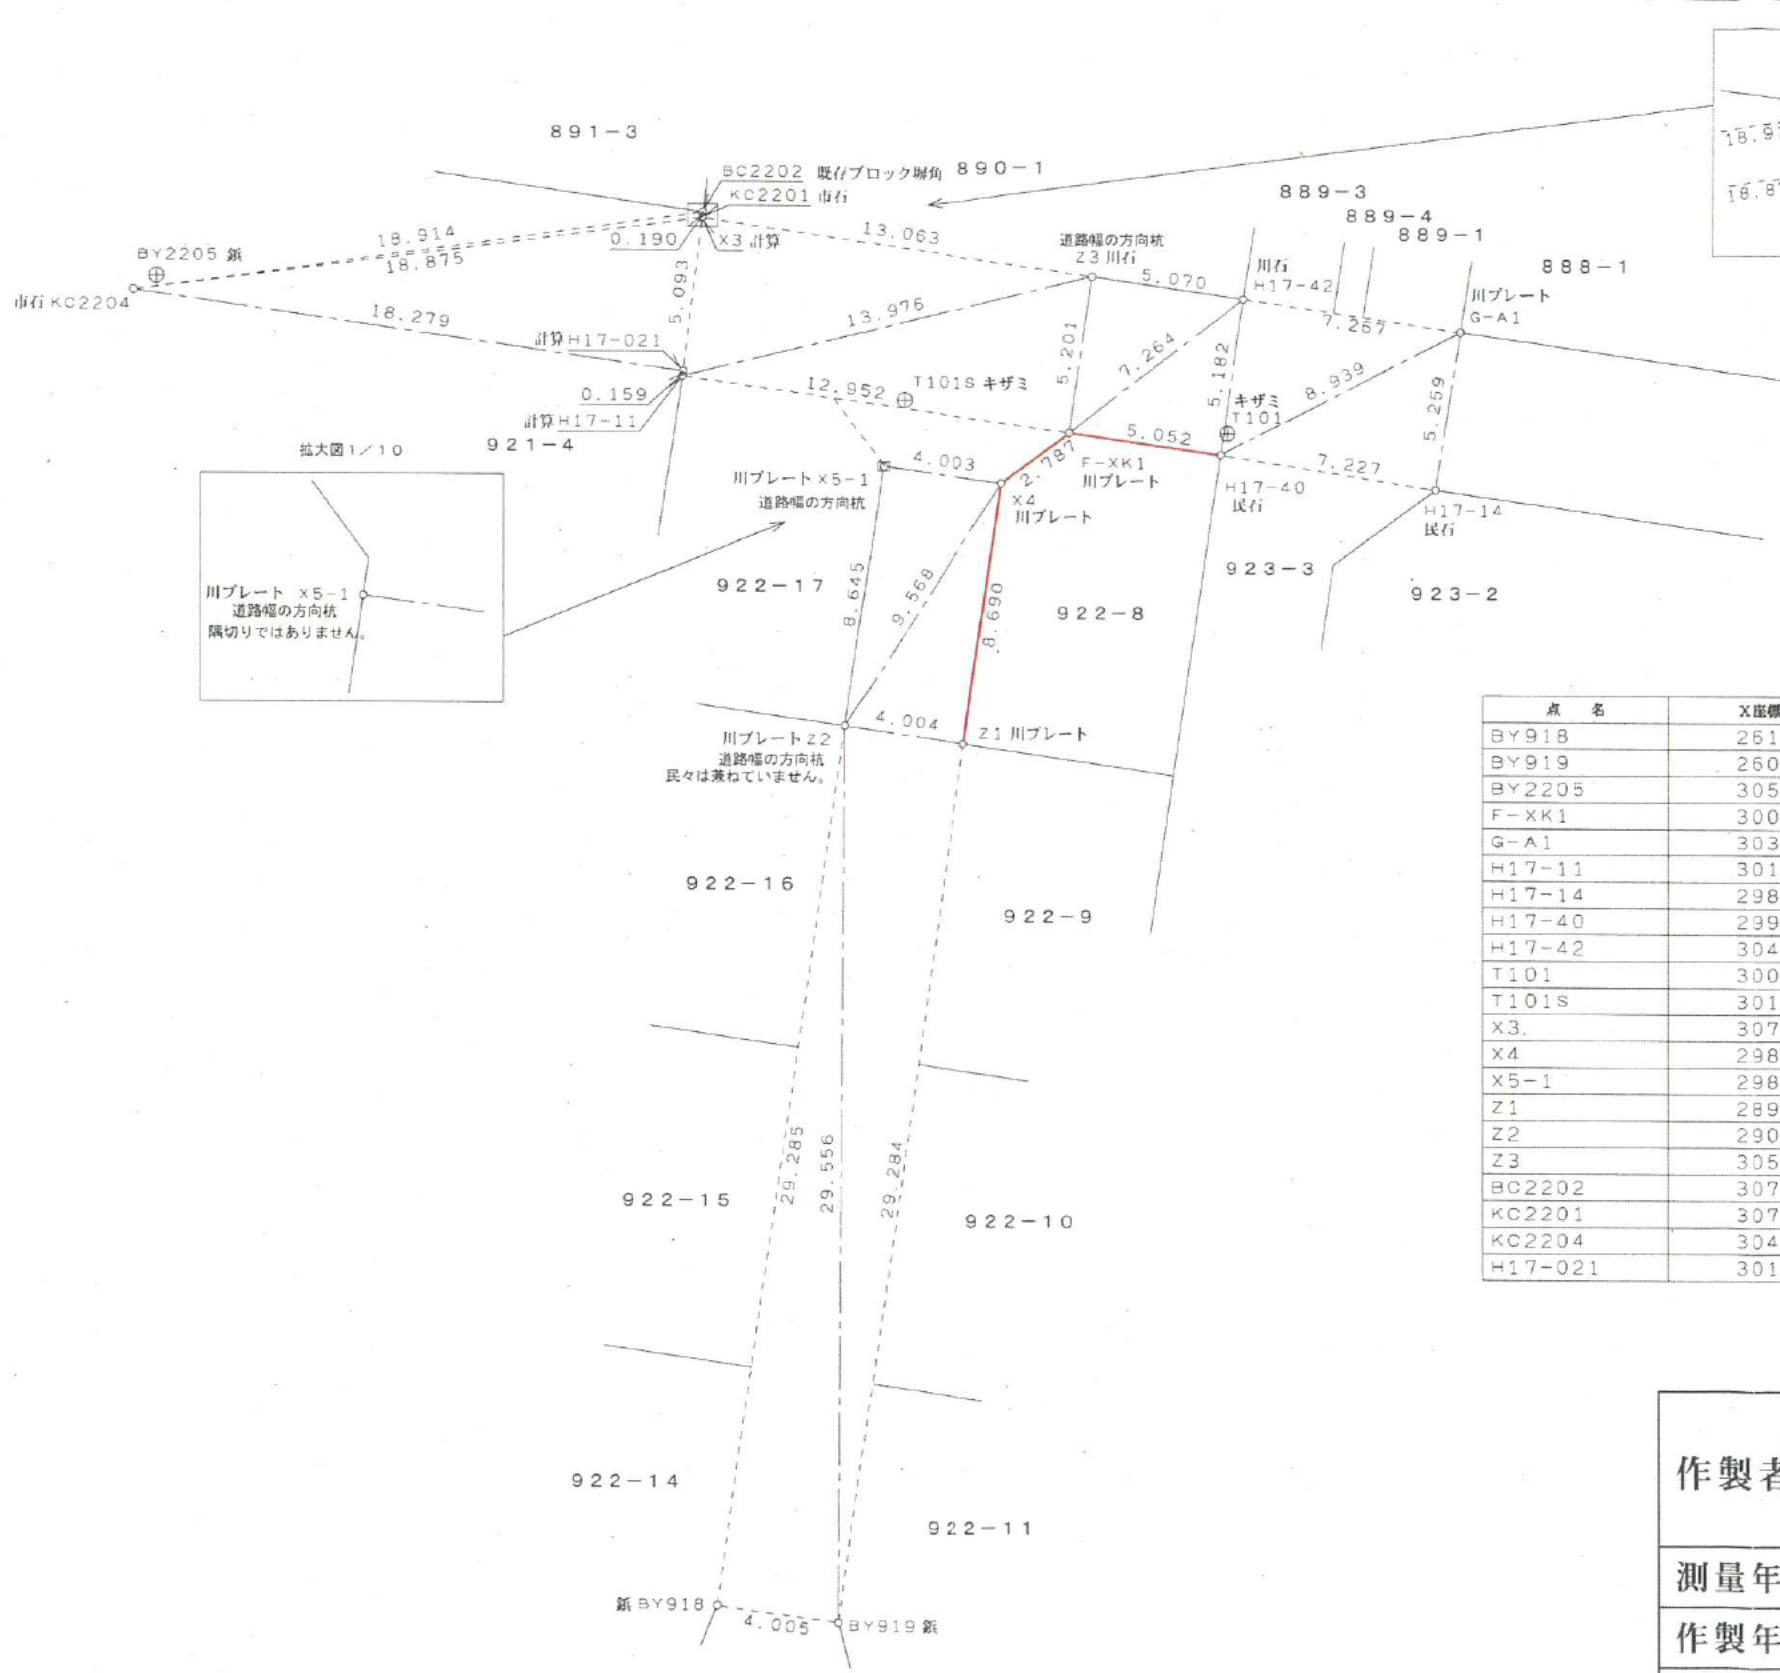 891-3
BC2202 既存ブロック塀角
890-1
KC2201 市石
889-3
889-4
889-1
888-1
18.914
18.875
0.190
X3 計算
13.063
道路幅の方向杭
Z3 川石
5.070
川石
H17-42
川プレート
G-A1
BY2205 鋲
市石 KC2204
18.279
5.093
13.976
7.267
計算 H17-021
0.159
計算 H17-11
12.952
T101S キザミ
5.201
7.264
5.182
キザミ
T101
8.939
5.259
921-4
拡大図1/10
川プレート X5-1
道路幅の方向杭
4.003
2.787
5.052
F-XK1
川プレート
X4
川プレート
H17-40
民石
7.227
H17-14
民石
川プレート X5-1
道路幅の方向杭
隅切りではありません。
922-17
8.645
9.568
8.690
922-8
923-3
923-2
4.004
川プレート Z2
道路幅の方向杭
民々は兼ねていません。
Z1 川プレート
922-16
922-9
29.285
29.556
29.284
922-15
922-10
922-14
922-11
鋲 BY918
4.005
BY919 鋲
点 名 X座標
BY918 261
BY919 260
BY2205 305
F-XK1 300
G-A1 303
H17-11 301
H17-14 298
H17-40 299
H17-42 304
T101 300
T101S 301
X3. 307
X4 298
X5-1 298
Z1 289
Z2 290
Z3 305
BC2202 307
KC2201 307
KC2204 304
H17-021 301
作製者
測量年
作製年